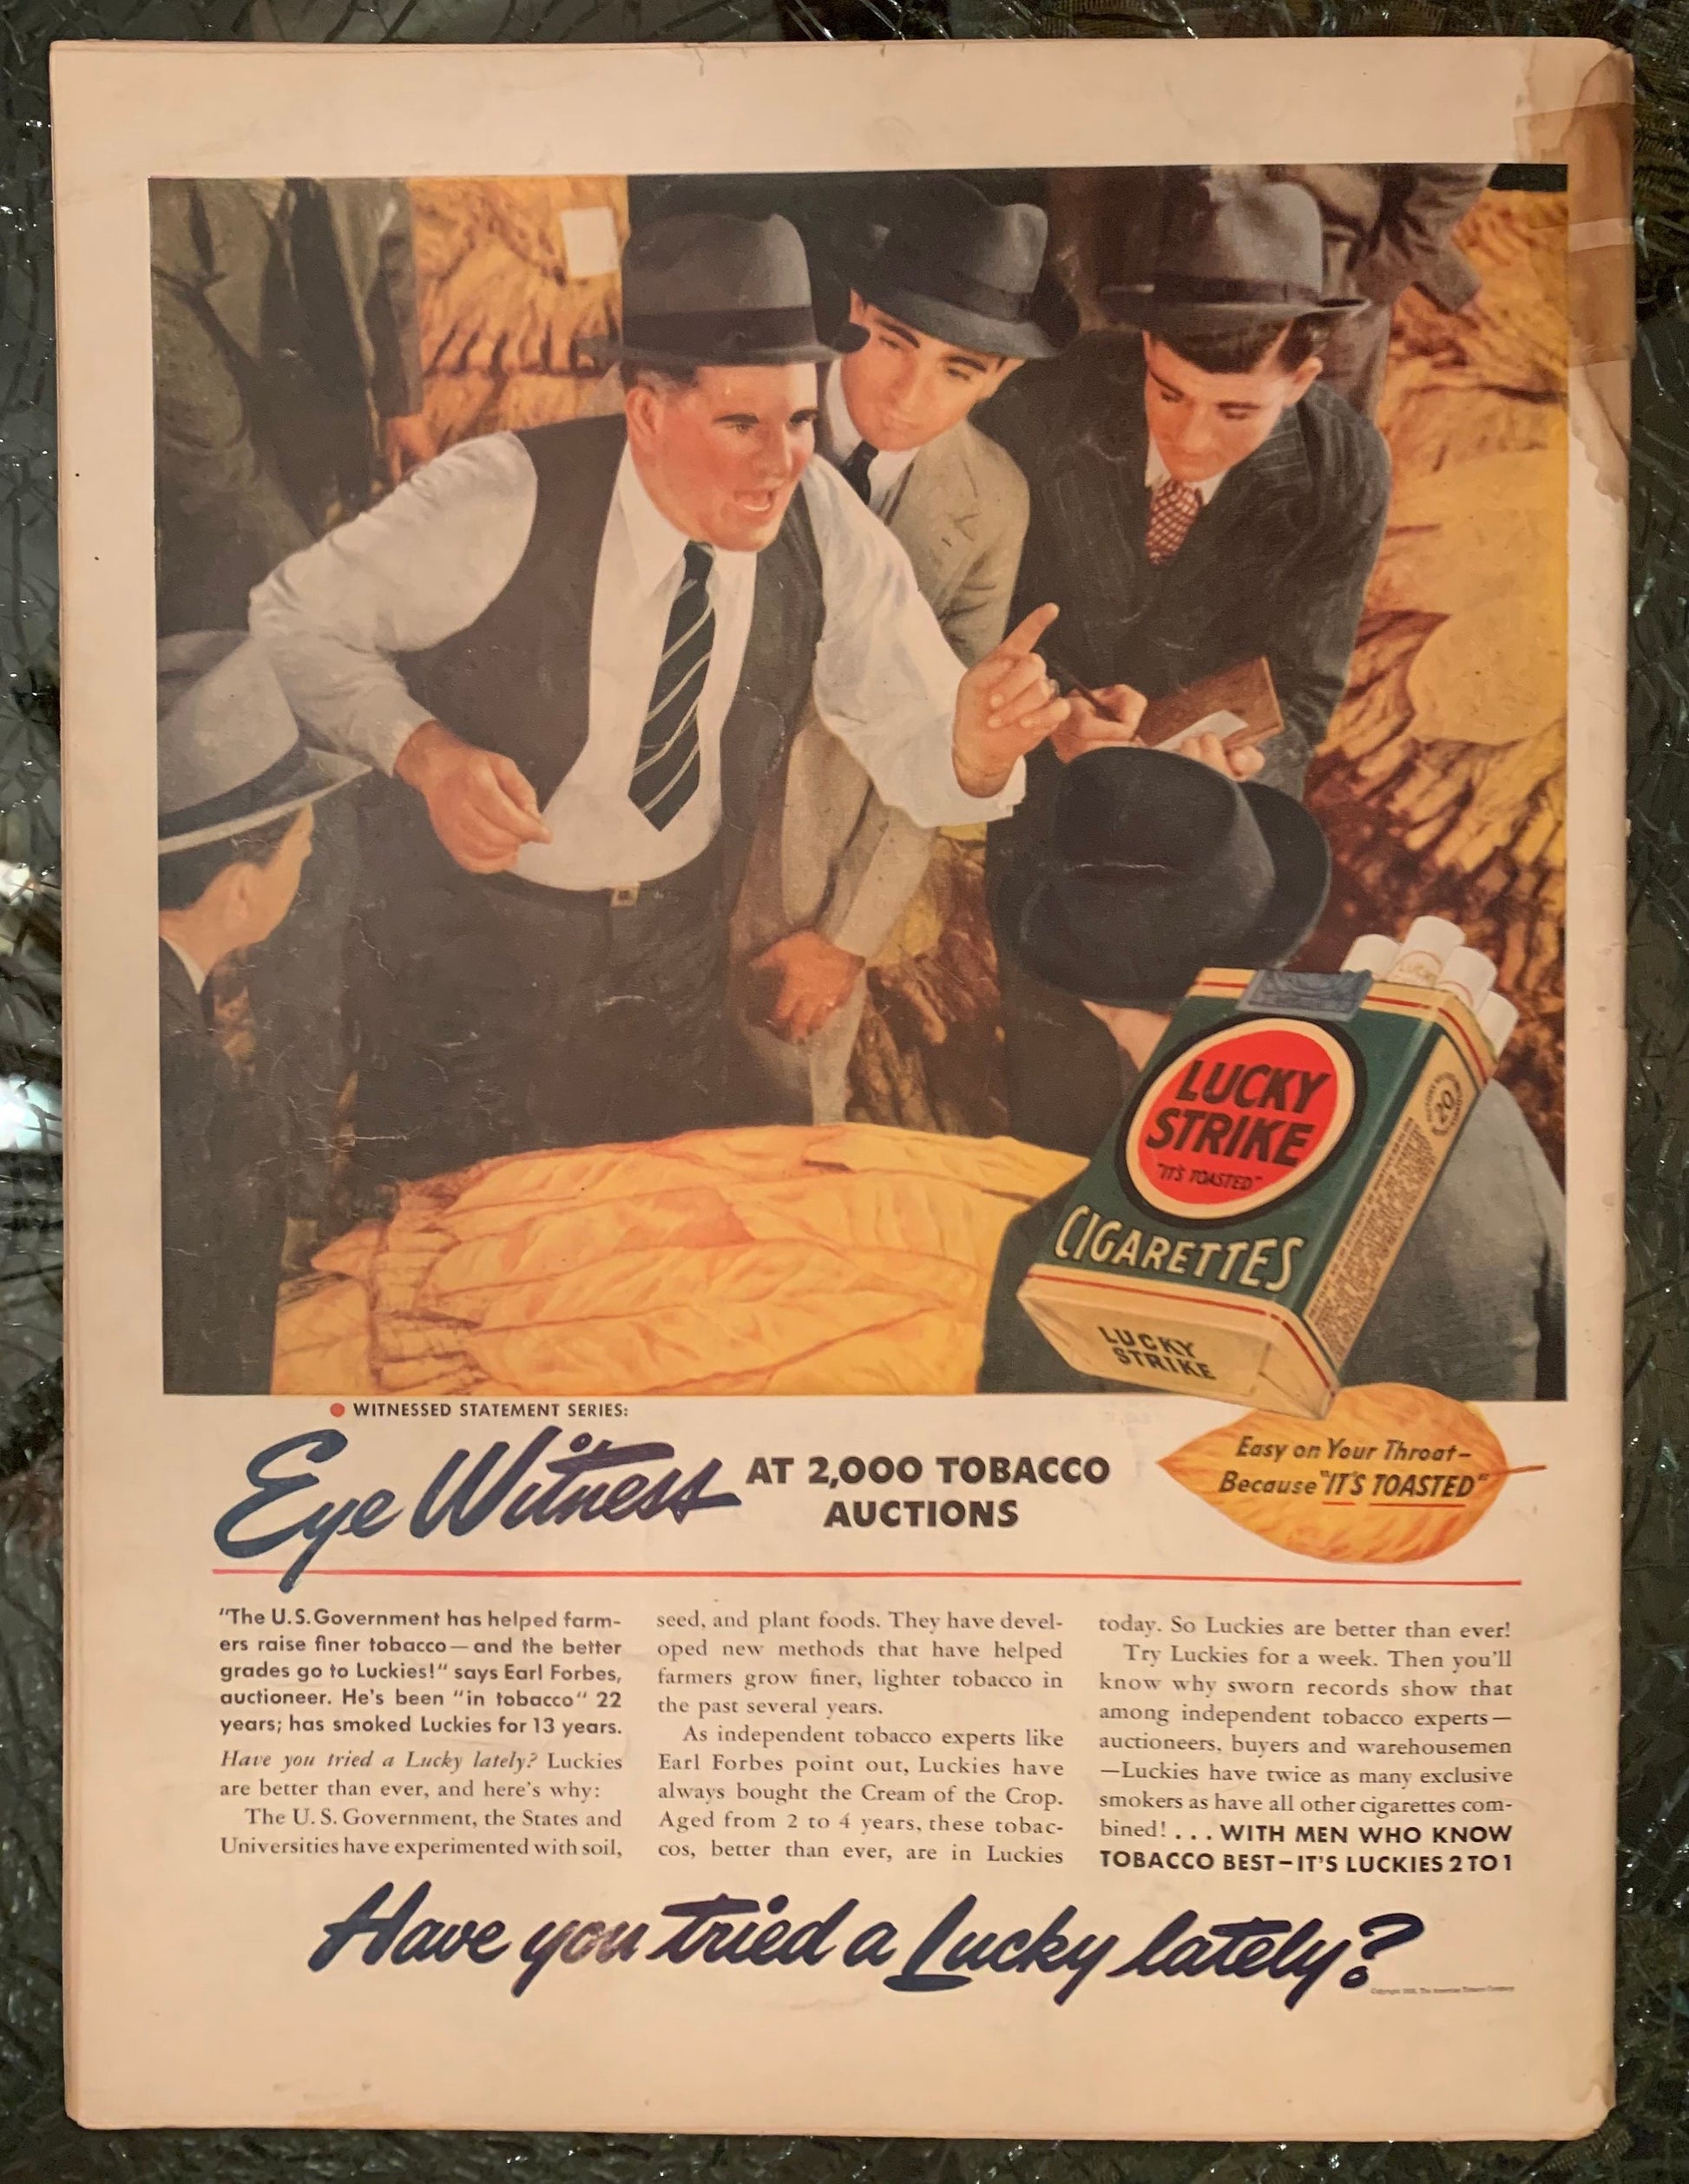 LUCKY
LUCKY
STRIKE
"IT'S TOASTED"
CIGARETTES
LUCKY
STRIKE
20
WITNESSED STATEMENT SERIES:
Eye Witness AT 2,000 TOBACCO
AUCTIONS
Easy on Your Throat—
Because "IT'S TOASTED"
"The U.S. Government has helped farm-
ers raise finer tobacco—and the better
grades go to Luckies!" says Earl Forbes,
auctioneer. He's been "in tobacco" 22
years; has smoked Luckies for 13 years.
Have you tried a Lucky lately? Luckies
are better than ever, and here's why:
The U. S. Government, the States and
Universities have experimented with soil,
seed, and plant foods. They have devel-
oped new methods that have helped
farmers grow finer, lighter tobacco in
the past several years.
As independent tobacco experts like
Earl Forbes point out, Luckies have
always bought the Cream of the Crop.
Aged from 2 to 4 years, these tobac-
cos, better than ever, are in Luckies
today. So Luckies are better than ever!
Try Luckies for a week. Then you'll
know why sworn records show that
among independent tobacco experts—
auctioneers, buyers and warehousemen
—Luckies have twice as many exclusive
smokers as have all other cigarettes com-
bined! . . . WITH MEN WHO KNOW
TOBACCO BEST—IT'S LUCKIES 2 TO 1
Have you tried a Lucky lately?
Copyright The American Tobacco Company